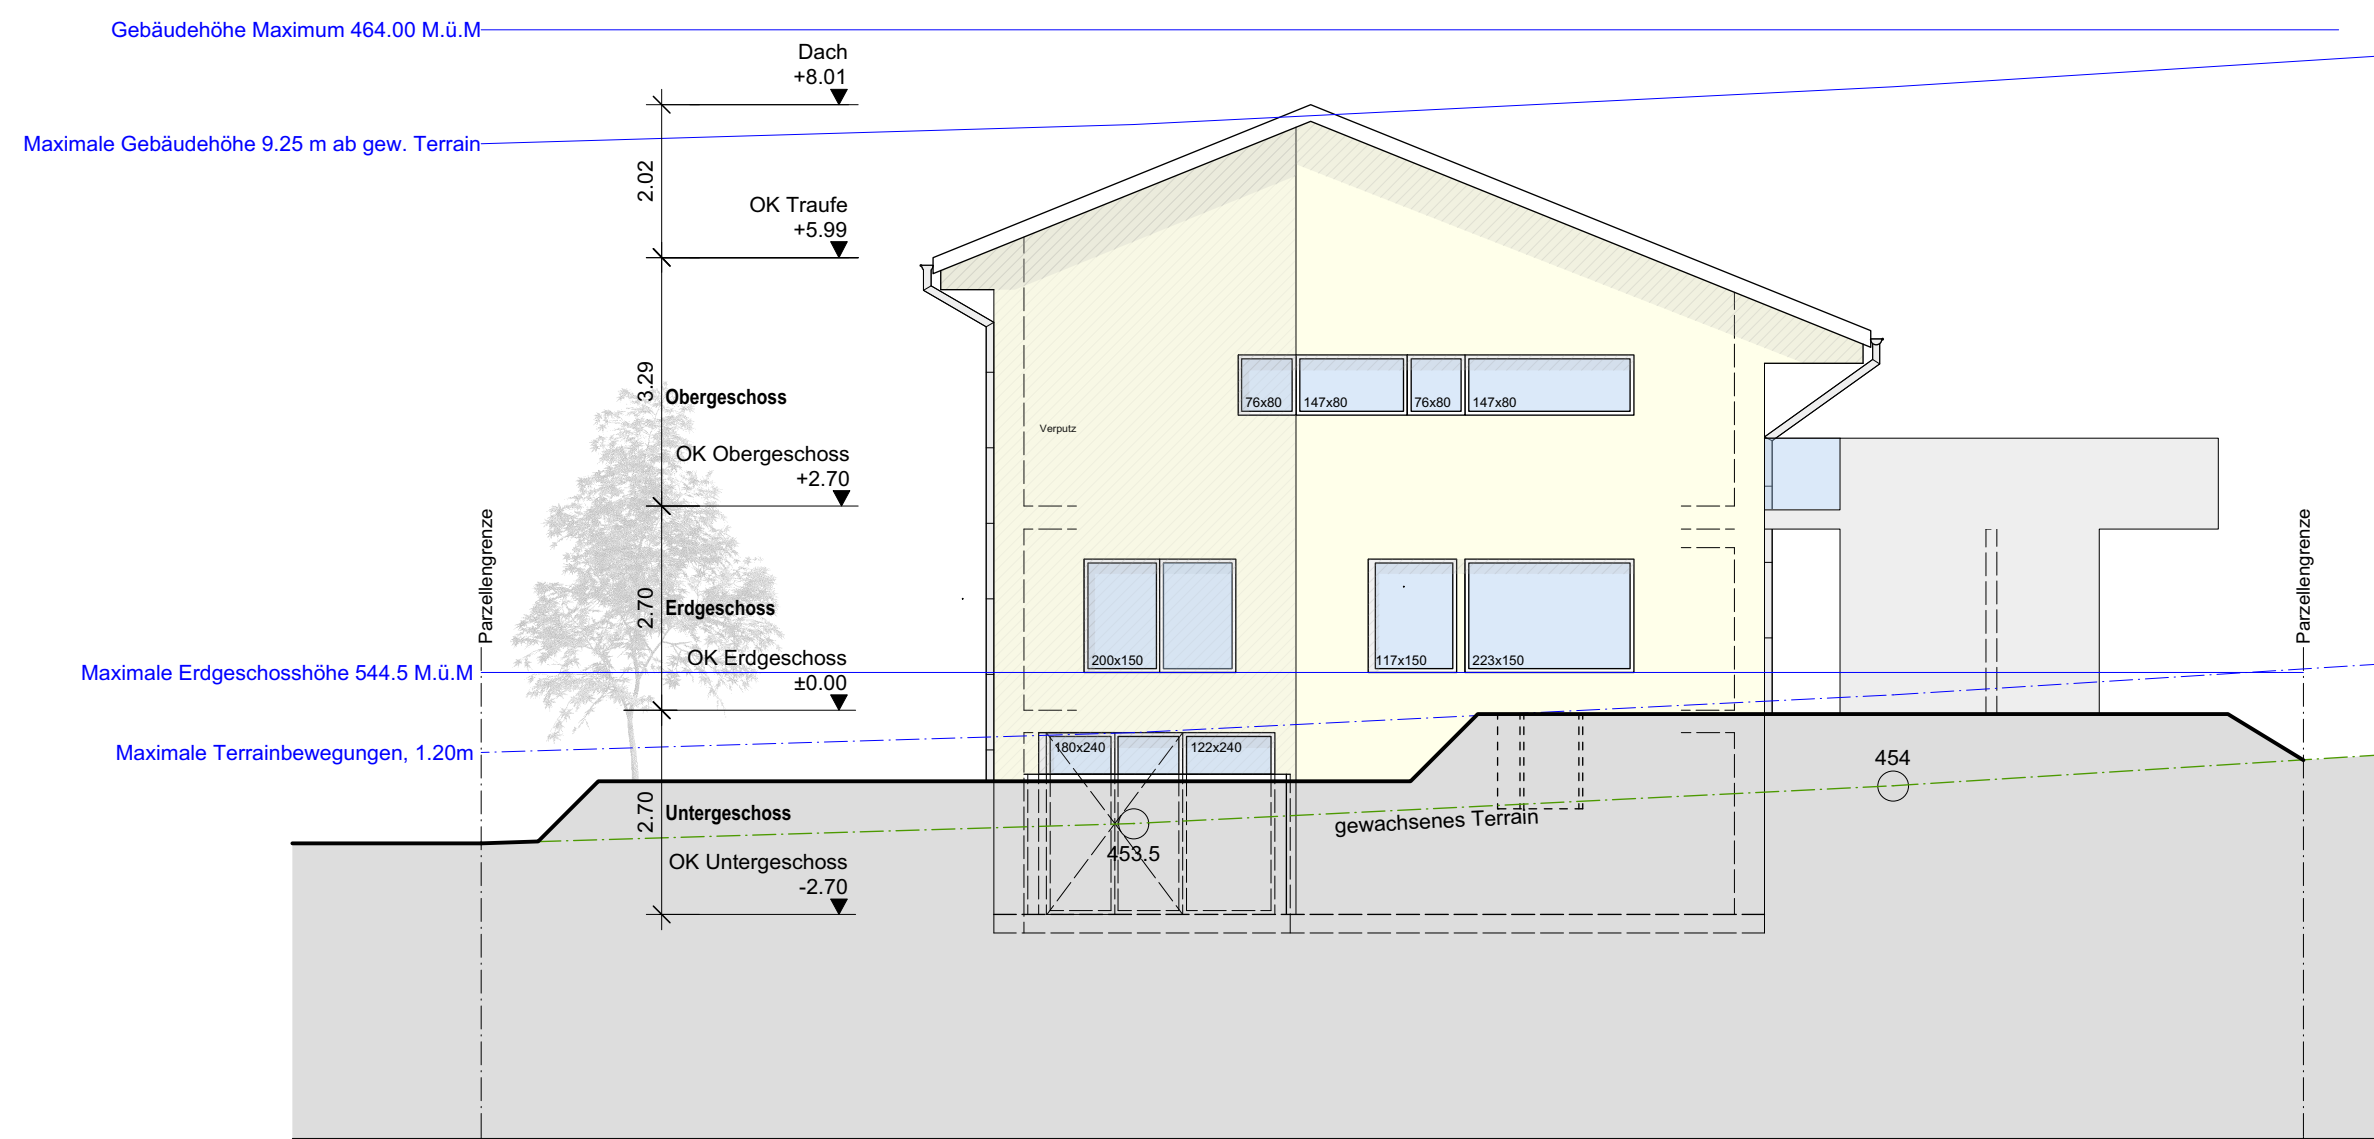 Gebäudehöhe Maximum 464.00 M.ü.M
Dach
+8.01
Maximale Gebäudehöhe 9.25 m ab gew. Terrain
2.02
OK Traufe
+5.99
3.29
Obergeschoss
76x80
147x80
76x80
147x80
Verputz
OK Obergeschoss
+2.70
Parzellengrenze
Parzellengrenze
2.70
Erdgeschoss
OK Erdgeschoss
±0.00
200x150
117x150
223x150
Maximale Erdgeschosshöhe 544.5 M.ü.M
Maximale Terrainbewegungen, 1.20m
180x240
122x240
454
2.70
Untergeschoss
gewachsenes Terrain
453.5
OK Untergeschoss
-2.70